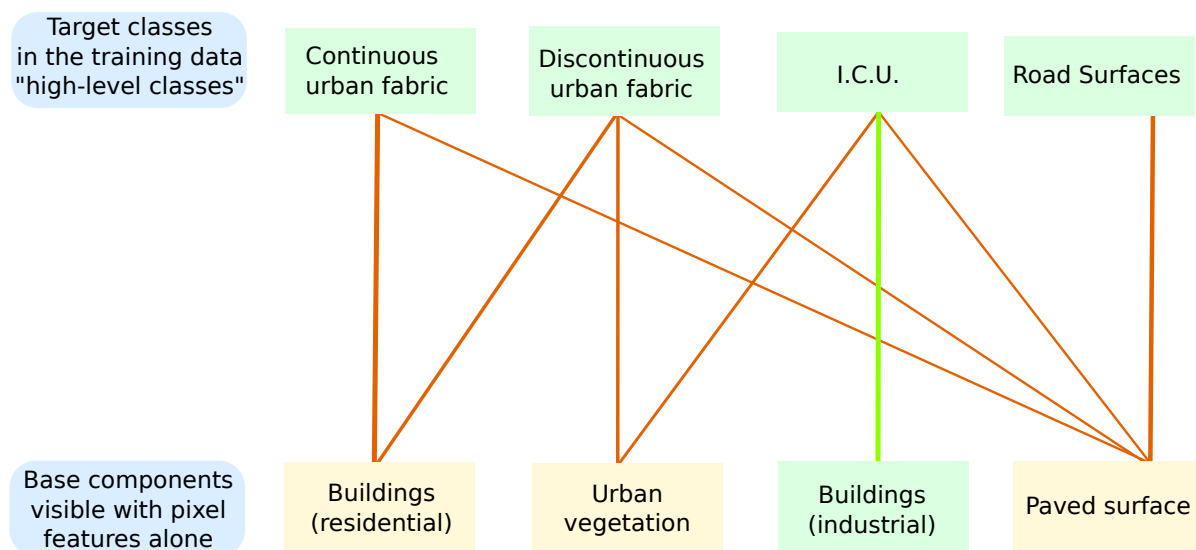 Target classes
in the training data
"high-level classes"
Continuous
urban fabric
Discontinuous
urban fabric
I.C.U.
Road Surfaces
Base components
visible with pixel
features alone
Buildings
(residential)
Urban
vegetation
Buildings
(industrial)
Paved surface